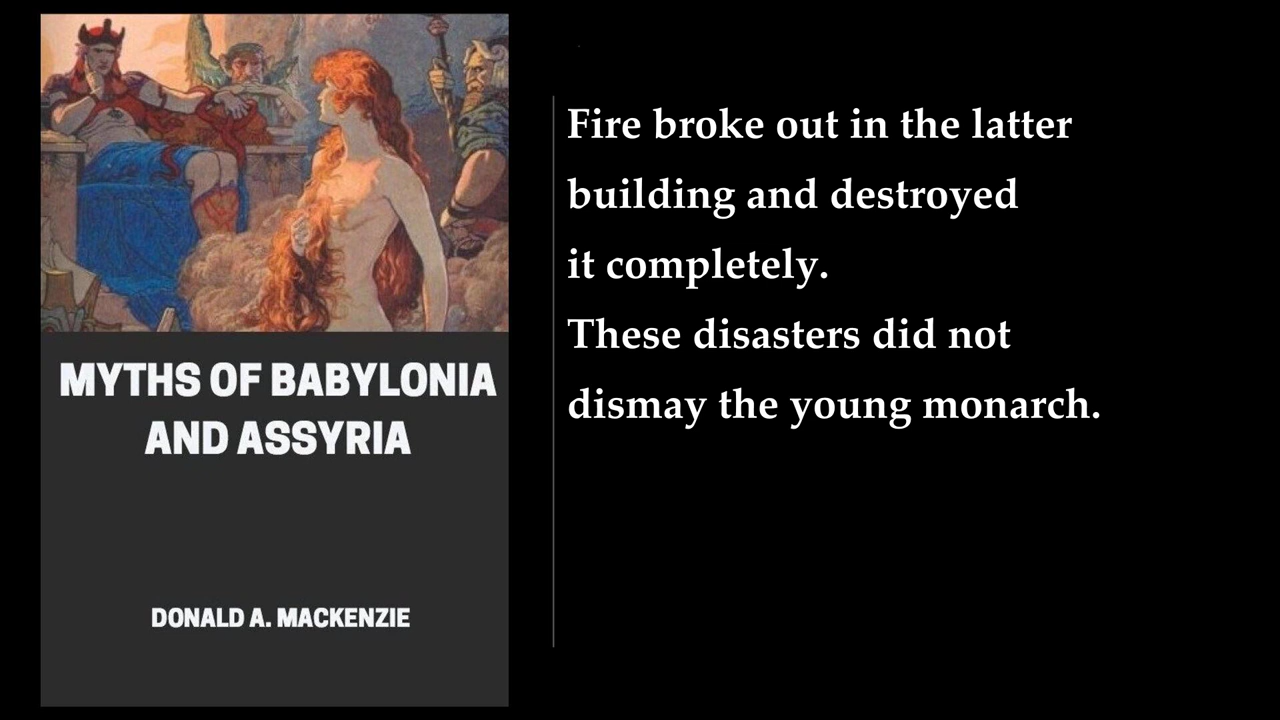 MYTHS OF BABYLONIA
AND ASSYRIA
DONALD A. MACKENZIE
Fire broke out in the latter
building and destroyed
it completely.
These disasters did not
dismay the young monarch.